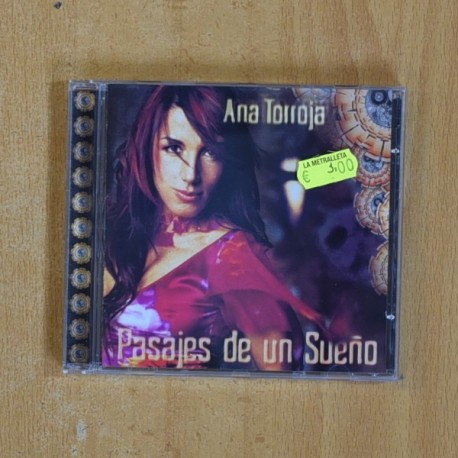 Ana Torroja
LA METRALLETA
€ 3,00
Pasajes de un Sueño